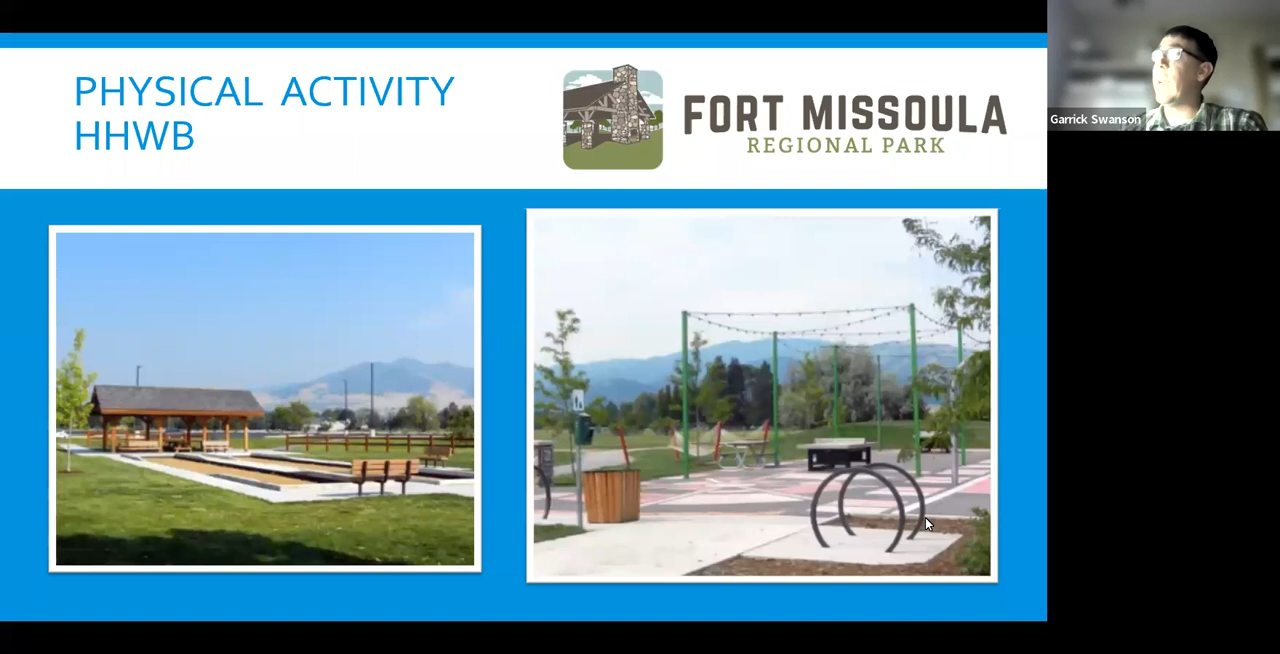 PHYSICAL ACTIVITY
HHWB
FORT MISSOULA
REGIONAL PARK
Garrick Swanson